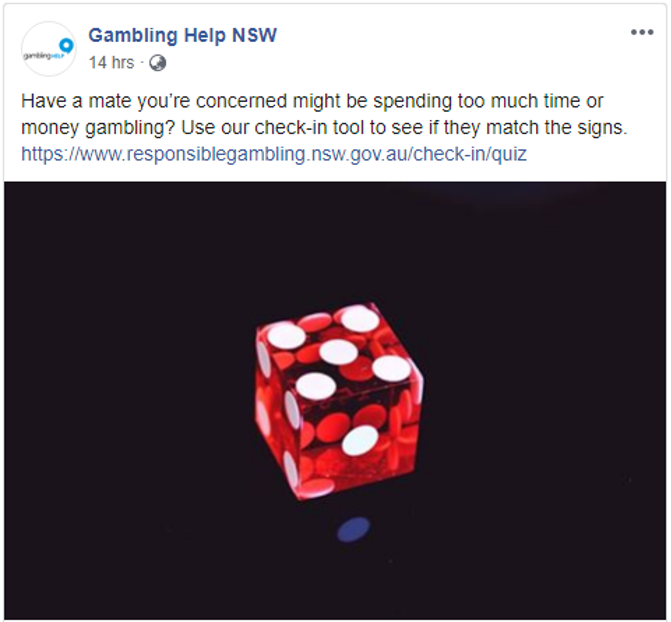 gamblingHELP
Gambling Help NSW
14 hrs ·
Have a mate you’re concerned might be spending too much time or
money gambling? Use our check-in tool to see if they match the signs.
https://www.responsiblegambling.nsw.gov.au/check-in/quiz